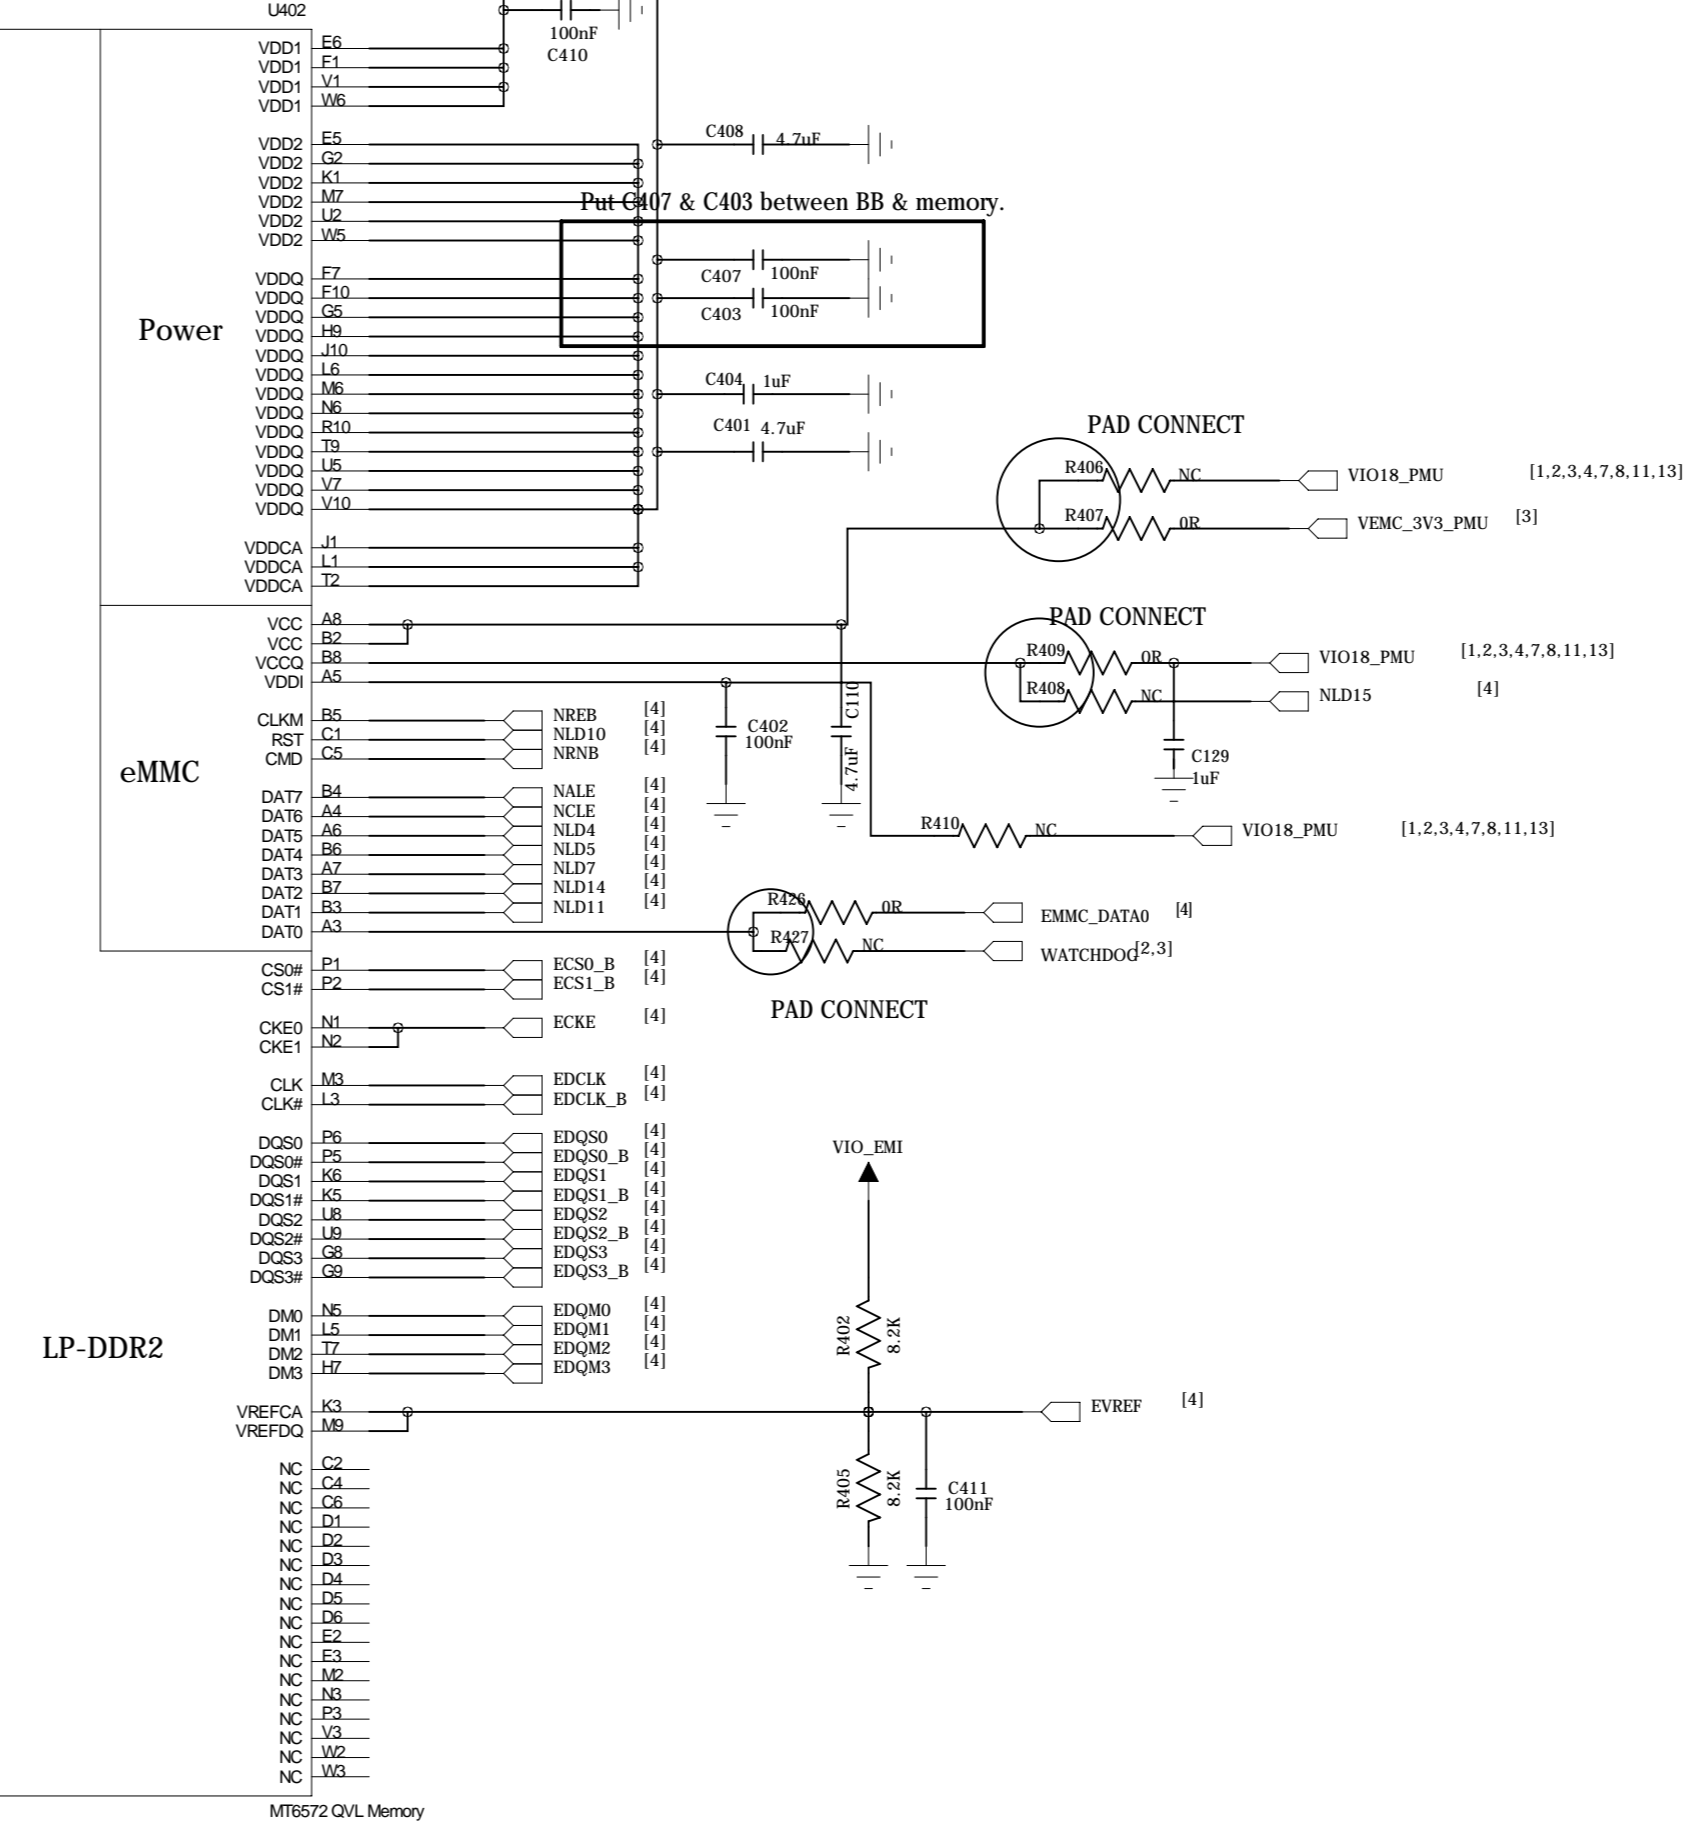 U402
100nF
C410
VDD1 E6
VDD1 F1
VDD1 V1
VDD1 W6
VDD2 E5
C408 4.7uF
VDD2 G2
VDD2 K1
VDD2 M7
Put C407 & C403 between BB & memory.
VDD2 U2
VDD2 W5
VDDQ F7
C407 100nF
VDDQ F10
VDDQ G5
C403 100nF
VDDQ H9
Power
VDDQ J10
VDDQ L6
VDDQ M6
C404 1uF
VDDQ N6
VDDQ R10
C401 4.7uF
VDDQ T9
VDDQ U5
VDDQ V7
VDDQ V10
VDDCA J1
VDDCA L1
VDDCA T2
PAD CONNECT
R406 NC VIO18_PMU [1,2,3,4,7,8,11,13]
R407 0R VEMC_3V3_PMU [3]
VCC A8
VCC B2
VCCQ B8
VDDI A5
PAD CONNECT
R409 0R VIO18_PMU [1,2,3,4,7,8,11,13]
R408 NC NLD15 [4]
C402
100nF
C110
4.7uF
C129
1uF
R410 NC VIO18_PMU [1,2,3,4,7,8,11,13]
CLKM B5 NREB [4]
RST C1 NLD10 [4]
CMD C5 NRNB [4]
eMMC
DAT7 B4 NALE [4]
DAT6 A4 NCLE [4]
DAT5 A6 NLD4 [4]
DAT4 B6 NLD5 [4]
DAT3 A7 NLD7 [4]
DAT2 B7 NLD14 [4]
DAT1 B3 NLD11 [4]
DAT0 A3
R426 0R EMMC_DATA0 [4]
R427 NC WATCHDOG [2,3]
PAD CONNECT
CS0# P1 ECS0_B [4]
CS1# P2 ECS1_B [4]
CKE0 N1 ECKE [4]
CKE1 N2
CLK M3 EDCLK [4]
CLK# L3 EDCLK_B [4]
DQS0 P6 EDQS0 [4]
DQS0# P5 EDQS0_B [4]
DQS1 K6 EDQS1 [4]
DQS1# K5 EDQS1_B [4]
DQS2 U8 EDQS2 [4]
DQS2# U9 EDQS2_B [4]
DQS3 G8 EDQS3 [4]
DQS3# G9 EDQS3_B [4]
DM0 N5 EDQM0 [4]
DM1 L5 EDQM1 [4]
DM2 T7 EDQM2 [4]
DM3 H7 EDQM3 [4]
LP-DDR2
VIO_EMI
R402
8.2K
VREFCA K3
VREFDQ M9
EVREF [4]
R405
8.2K
C411
100nF
NC C2
NC C4
NC C6
NC D1
NC D2
NC D3
NC D4
NC D5
NC D6
NC E2
NC E3
NC M2
NC N3
NC P3
NC V3
NC W2
NC W3
MT6572 QVL Memory